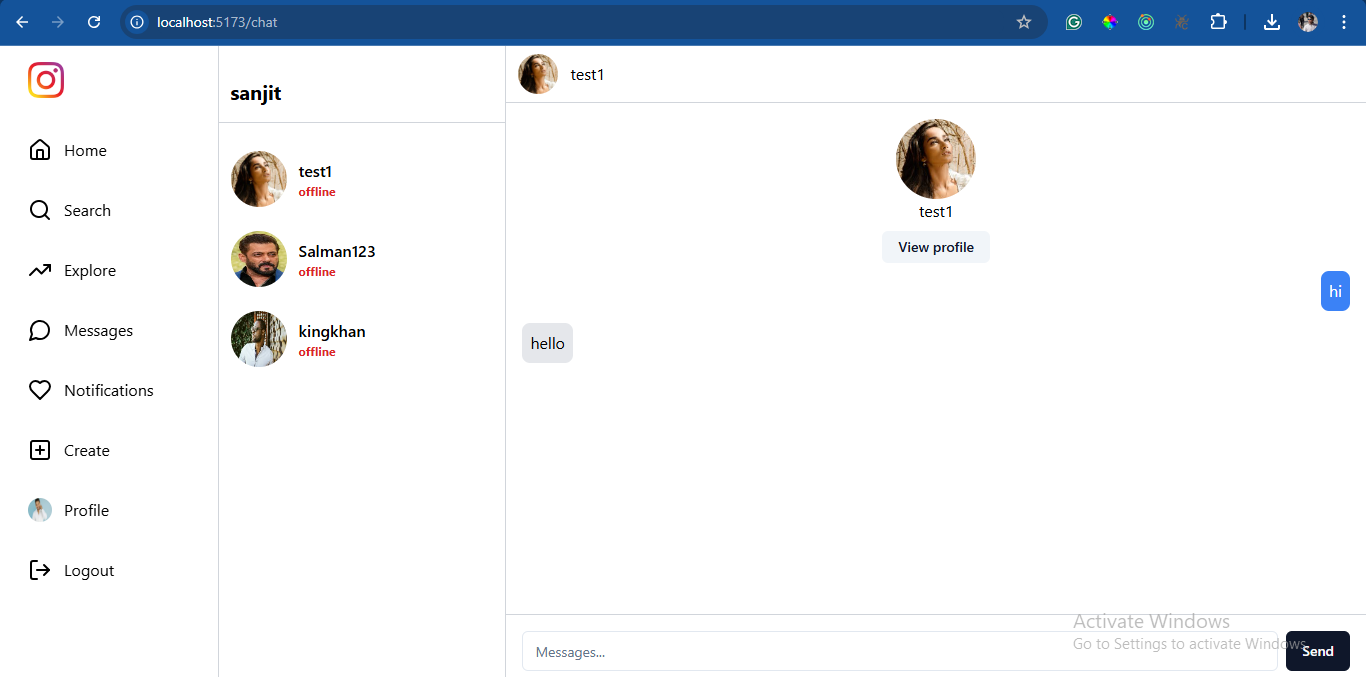 localhost:5173/chat
Home
Search
Explore
Messages
Notifications
Create
Profile
Logout
sanjit
test1
offline
Salman123
offline
kingkhan
offline
test1
test1
View profile
hi
hello
Messages...
Send
Activate Windows
Go to Settings to activate Windows.